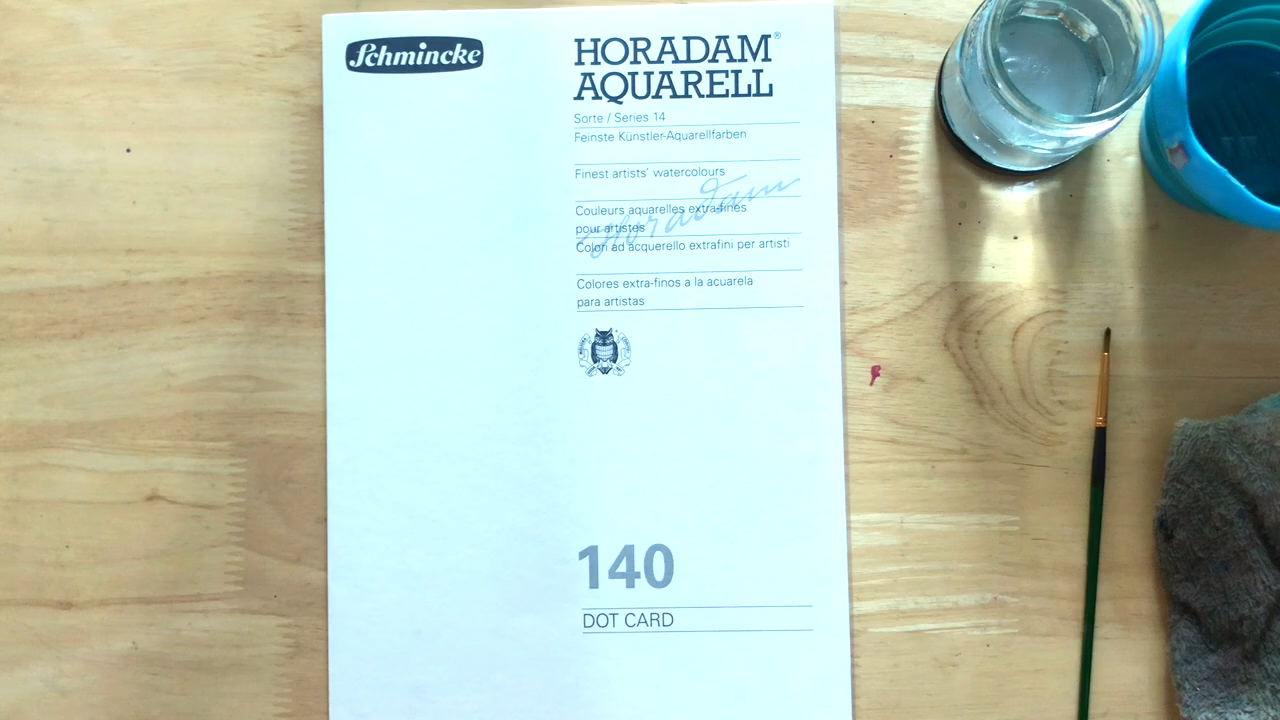 Schmincke
HORADAM®
AQUARELL
Sorte / Series 14
Feinste Künstler-Aquarellfarben
Finest artists' watercolours
Couleurs aquarelles extra-fines
pour artistes
Horadam
Colori ad acquerello extrafini per artisti
Colores extra-finos a la acuarela
para artistas
140
DOT CARD